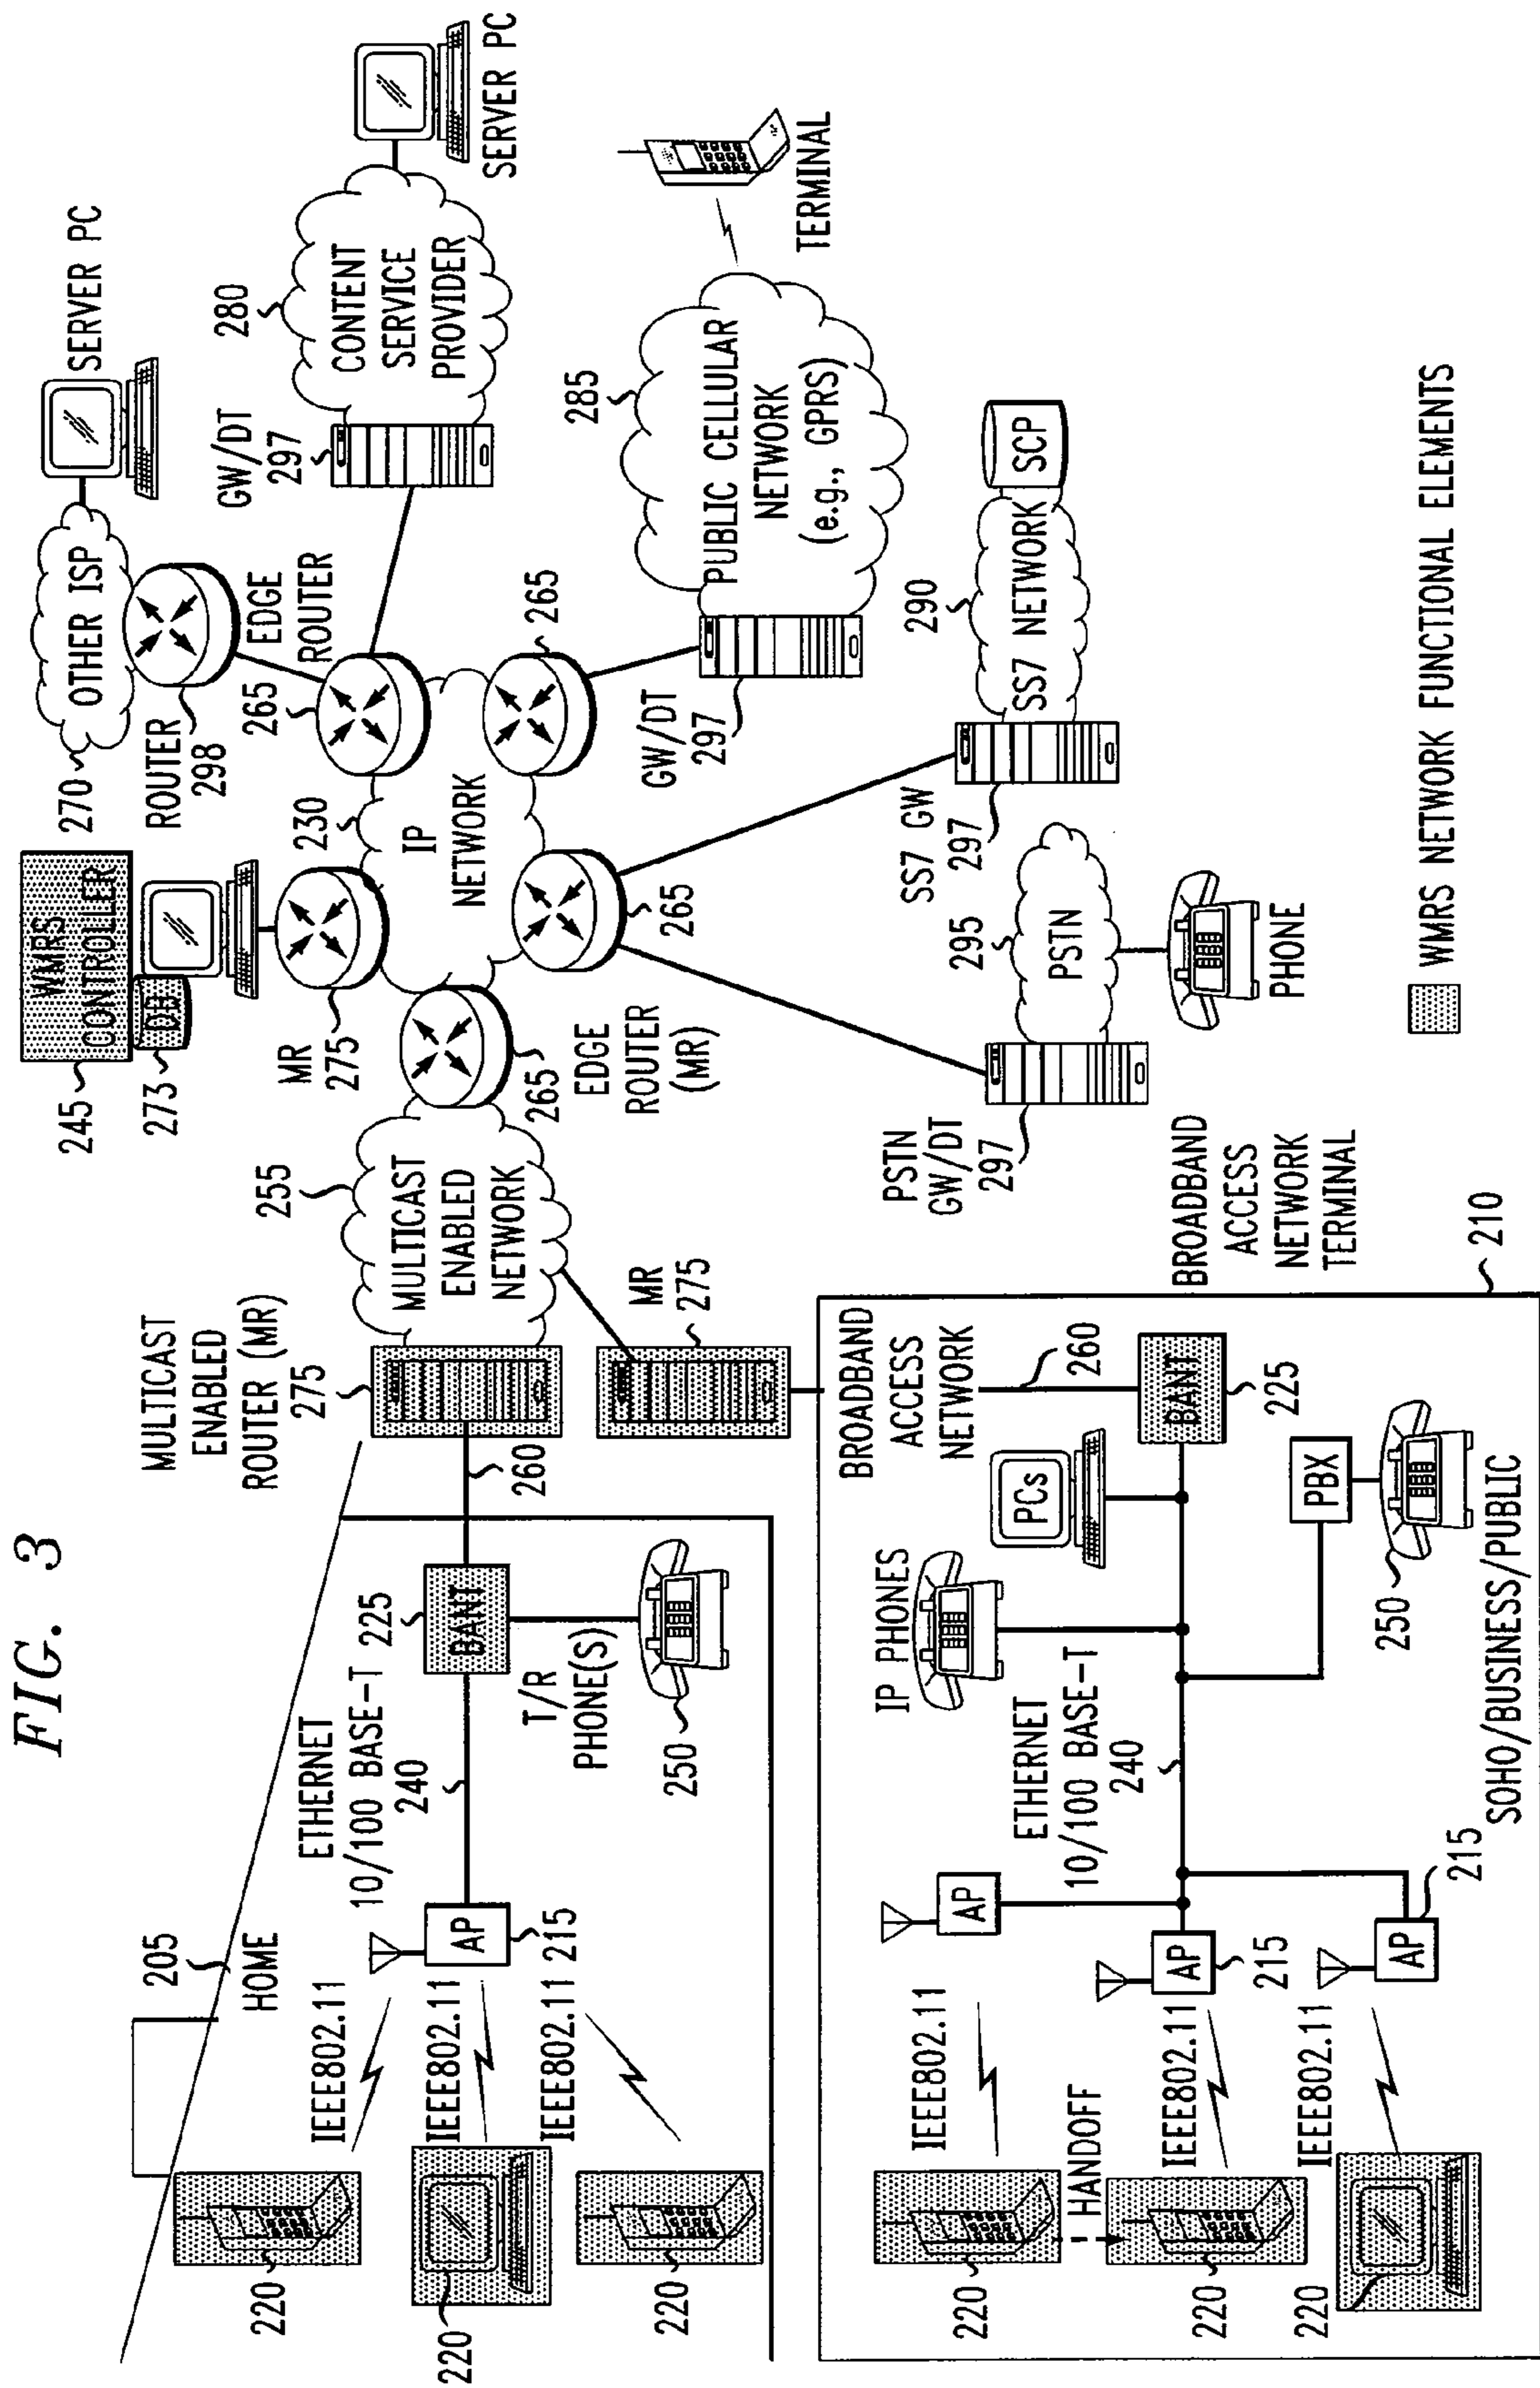 FIG. 3
205
HOME
220
220
220
IEEE802.11
IEEE802.11
IEEE802.11
AP
215
ETHERNET
10/100 BASE-T
240
225
BANT
T/R
PHONE(S)
250
260
MULTICAST
ENABLED
ROUTER (MR)
275
255
MULTICAST
ENABLED
NETWORK
MR
275
265
EDGE
ROUTER
(MR)
245
WMRS
CONTROLLER
273
DB
MR
275
230
IP
NETWORK
270
OTHER ISP
SERVER PC
ROUTER
298
265
EDGE
ROUTER
GW/DT
297
280
CONTENT
SERVICE
PROVIDER
SERVER PC
265
GW/DT
297
285
PUBLIC CELLULAR
NETWORK
(e.g., GPRS)
TERMINAL
265
SS7 GW
297
290
SS7 NETWORK
SCP
PSTN
GW/DT
297
295
PSTN
PHONE
BROADBAND
ACCESS
NETWORK
TERMINAL
210
BROADBAND
ACCESS
NETWORK
260
BANT
225
PCs
IP PHONES
PBX
250
ETHERNET
10/100 BASE-T
240
AP
AP
215
AP
215
IEEE802.11
IEEE802.11
IEEE802.11
HANDOFF
220
220
220
SOHO/BUSINESS/PUBLIC
WMRS NETWORK FUNCTIONAL ELEMENTS